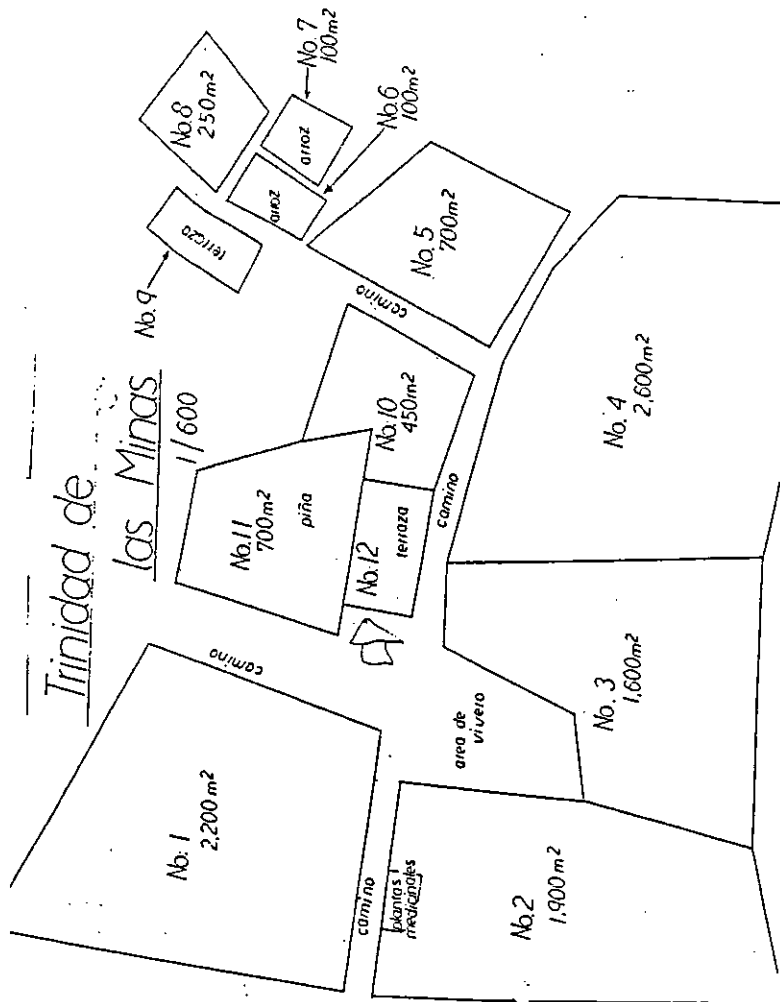 Trinidad de
las Minas
1/600
No. 1
2,200m²
camino
camino
plantas
medicinales
No.2
1,900m²
area de
vivero
No. 3
1,600m²
No. 4
2,600m²
camino
No.12
terraza
No.11
700m²
piña
No.10
450m²
camino
No. 5
700m²
No.9
terraza
No.8
250m²
No. 7
100m²
arroz
No.6
100m²
arroz